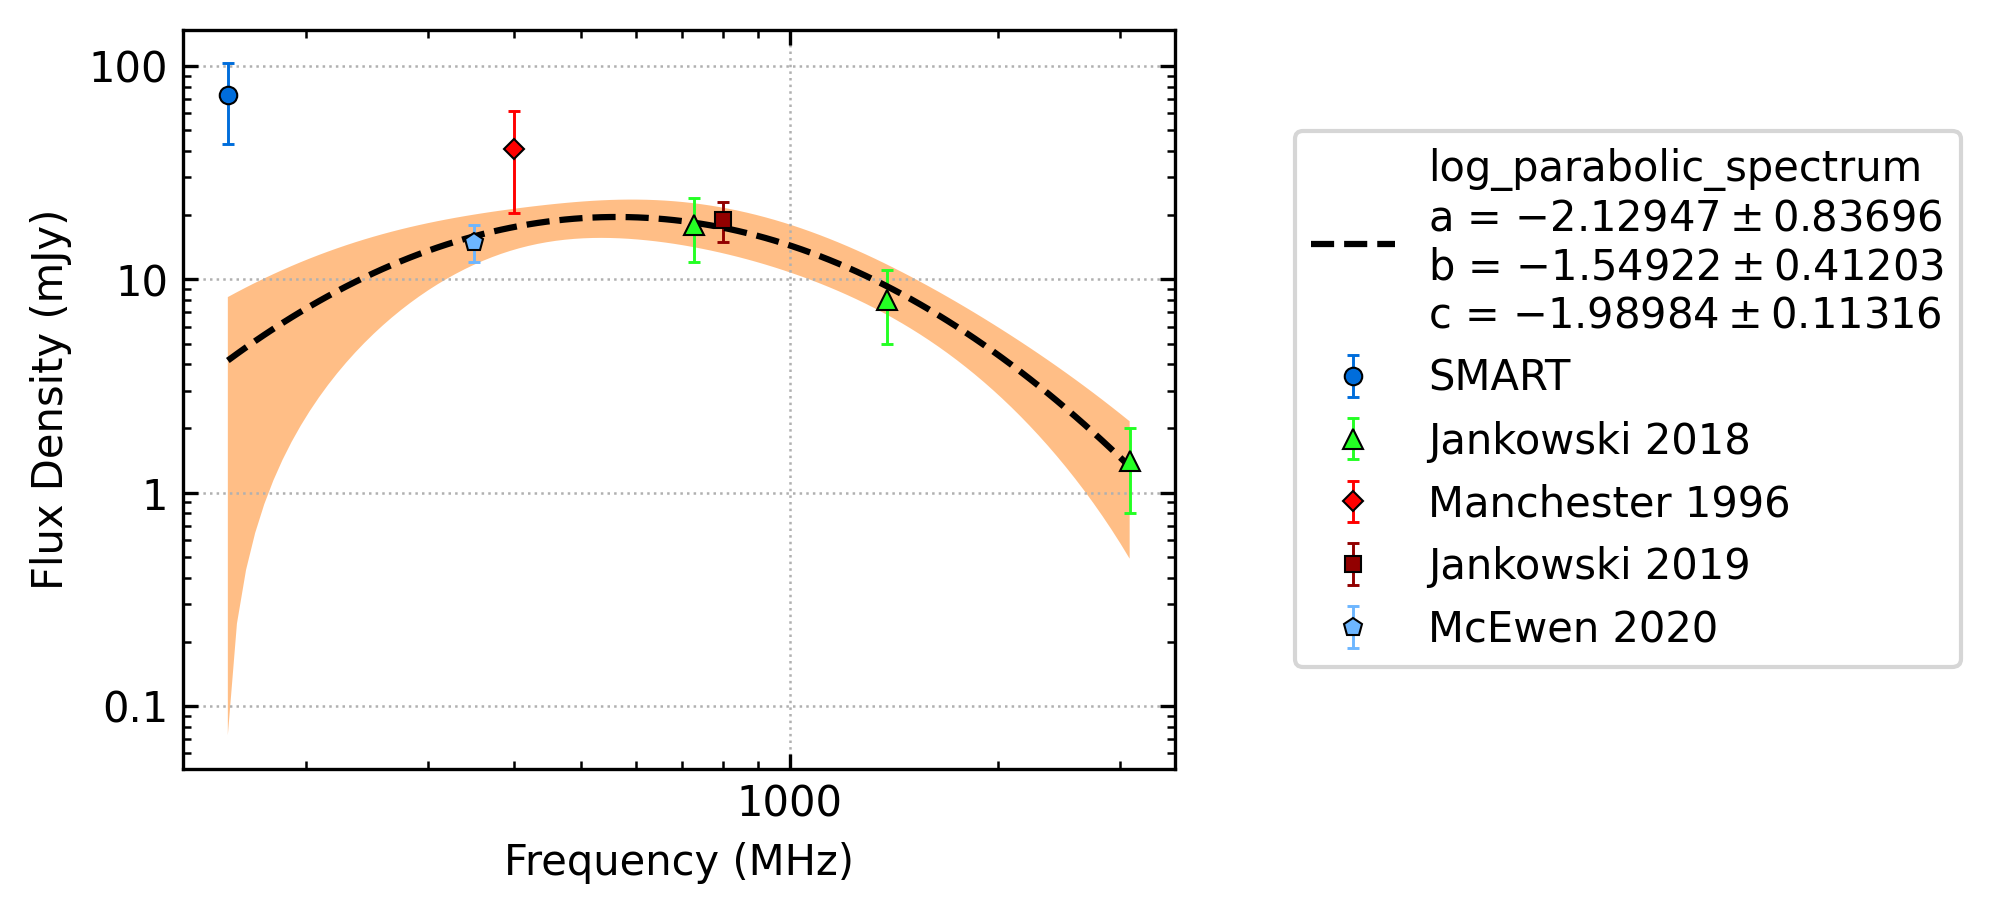 100
10
1
0.1
Flux Density (mJy)
1000
Frequency (MHz)
log_parabolic_spectrum
a = −2.12947 ± 0.83696
b = −1.54922 ± 0.41203
c = −1.98984 ± 0.11316
SMART
Jankowski 2018
Manchester 1996
Jankowski 2019
McEwen 2020